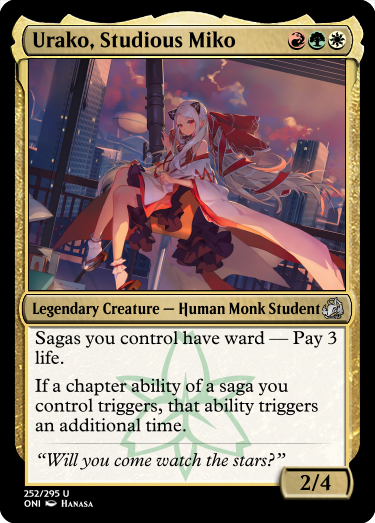 Urako, Studious Miko
Legendary Creature — Human Monk Student
Sagas you control have ward — Pay 3
life.
If a chapter ability of a saga you
control triggers, that ability triggers
an additional time.
“Will you come watch the stars?”
2/4
252/295 U
ONI Hanasa